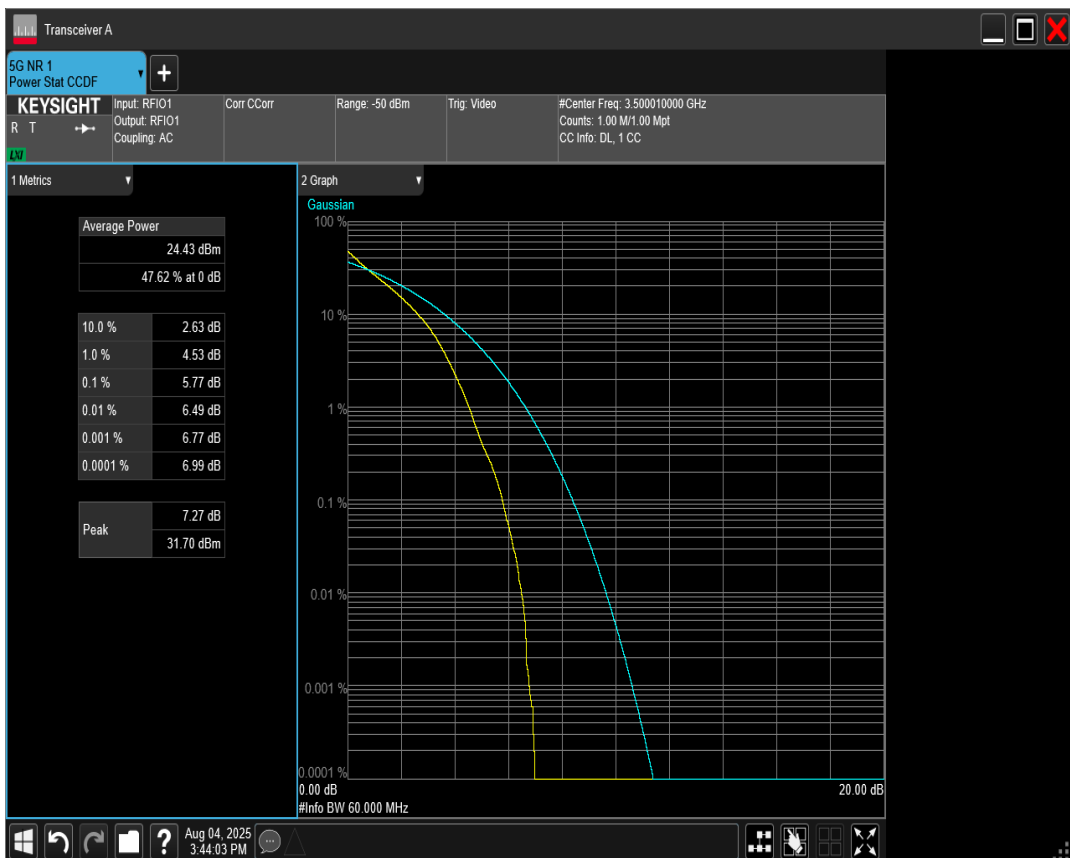 Transceiver A
5G NR 1
Power Stat CCDF
+
KEYSIGHT
R T
LXI
Input: RFIO1
Output: RFIO1
Coupling: AC
Corr CCorr
Range: -50 dBm
Trig: Video
#Center Freq: 3.500010000 GHz
Counts: 1.00 M/1.00 Mpt
CC Info: DL, 1 CC
1 Metrics
Average Power
24.43 dBm
47.62 % at 0 dB
10.0 % 2.63 dB
1.0 % 4.53 dB
0.1 % 5.77 dB
0.01 % 6.49 dB
0.001 % 6.77 dB
0.0001 % 6.99 dB
Peak
7.27 dB
31.70 dBm
2 Graph
Gaussian
100 %
10 %
1 %
0.1 %
0.01 %
0.001 %
0.0001 %
0.00 dB 20.00 dB
#Info BW 60.000 MHz
?
Aug 04, 2025
3:44:03 PM